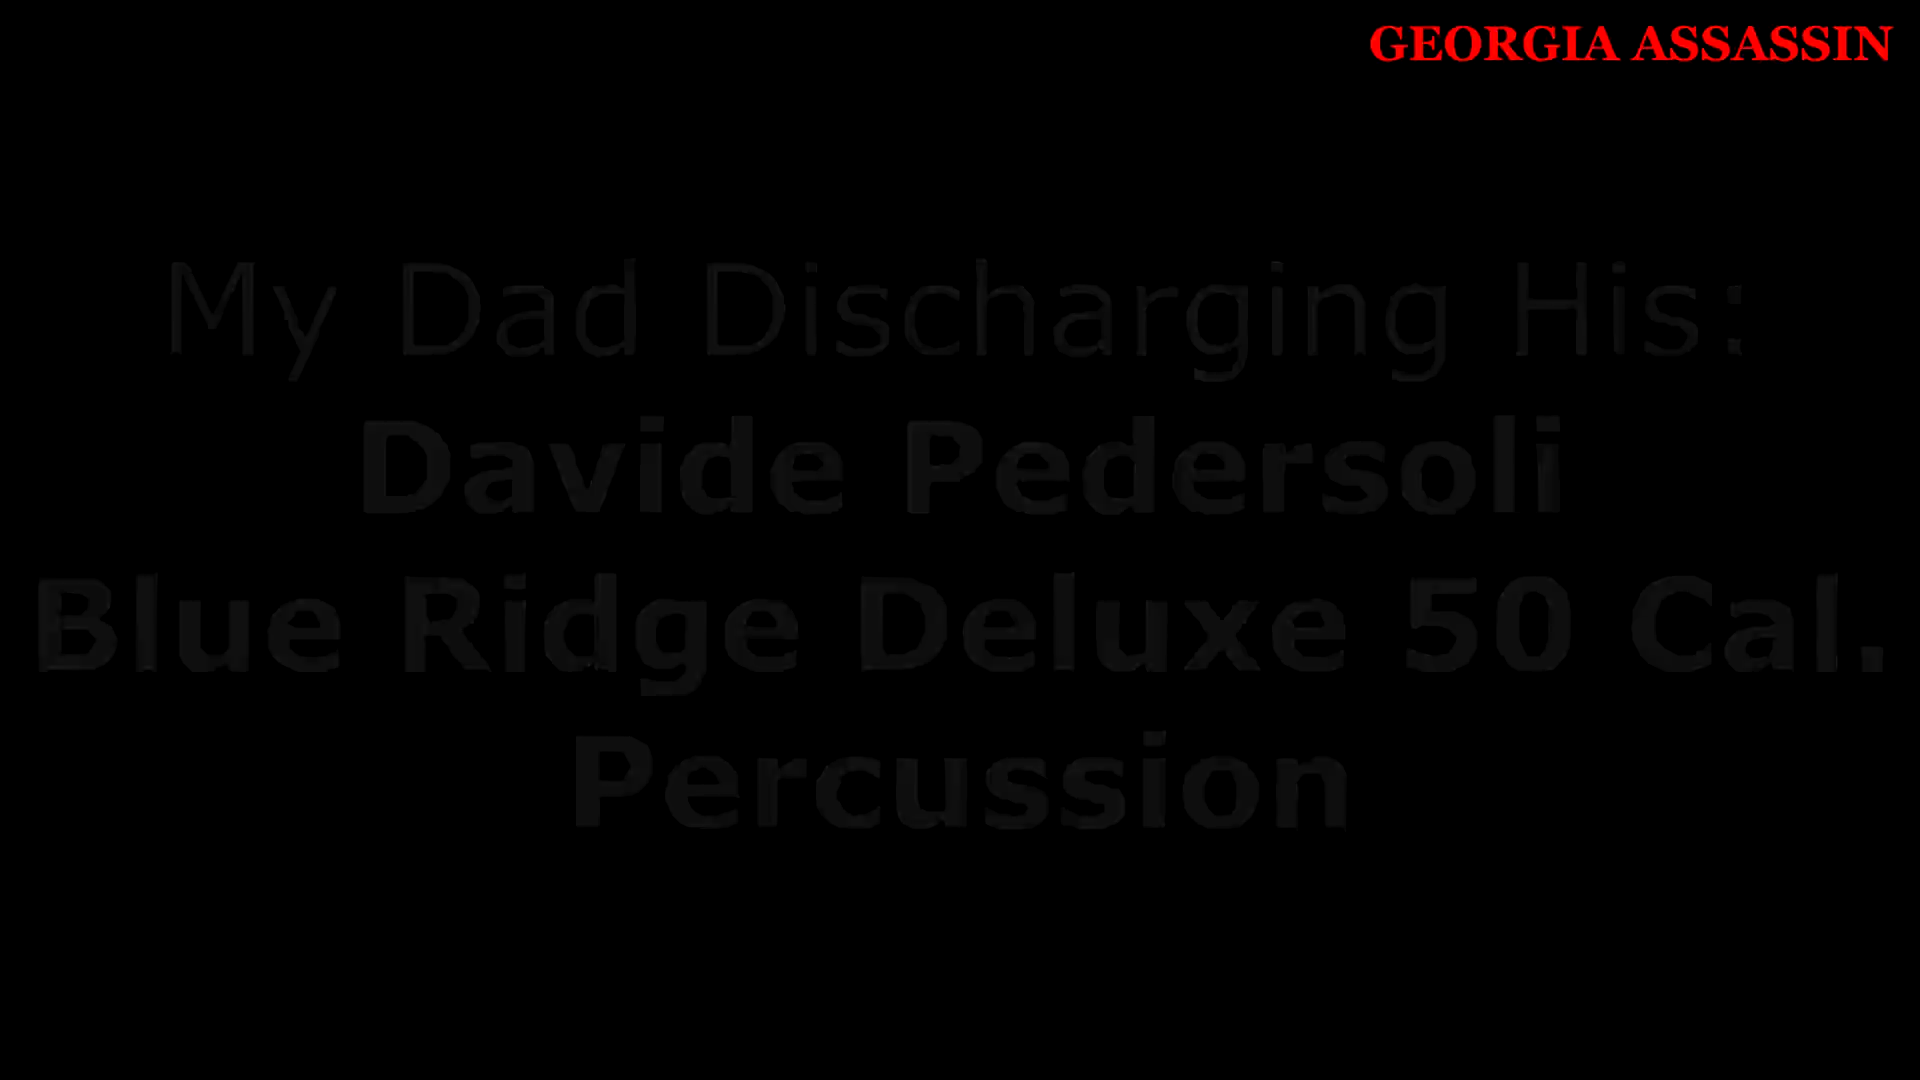 GEORGIA ASSASSIN
My Dad Discharging His:
Davide Pedersoli
Blue Ridge Deluxe 50 Cal.
Percussion